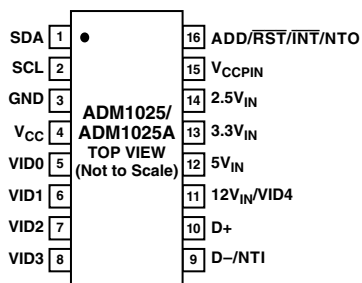 SDA 1
SCL 2
GND 3
VCC 4
VID0 5
VID1 6
VID2 7
VID3 8
ADM1025/
ADM1025A
TOP VIEW
(Not to Scale)
16 ADD/RST/INT/NTO
15 VCCPIN
14 2.5VIN
13 3.3VIN
12 5VIN
11 12VIN/VID4
10 D+
9 D–/NTI